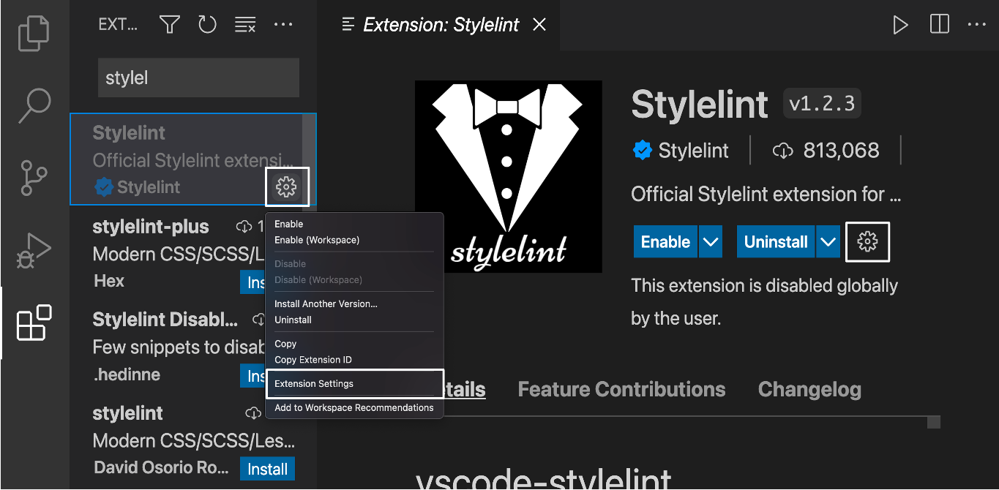 EXT...
Extension: Stylelint
stylel
Stylelint
Official Stylelint extensi...
Stylelint
stylelint-plus
Modern CSS/SCSS/L
Hex
Stylelint Disabl...
Few snippets to disab
.hedinne
stylelint
Modern CSS/SCSS/Les...
David Osorio Ro...
Install
Enable
Enable (Workspace)
Disable
Disable (Workspace)
Install Another Version...
Uninstall
Copy
Copy Extension ID
Extension Settings
Add to Workspace Recommendations
stylelint
Stylelint v1.2.3
Stylelint 813,068
Official Stylelint extension for ...
Enable Uninstall
This extension is disabled globally
by the user.
Feature Contributions Changelog
vscode-stylelint